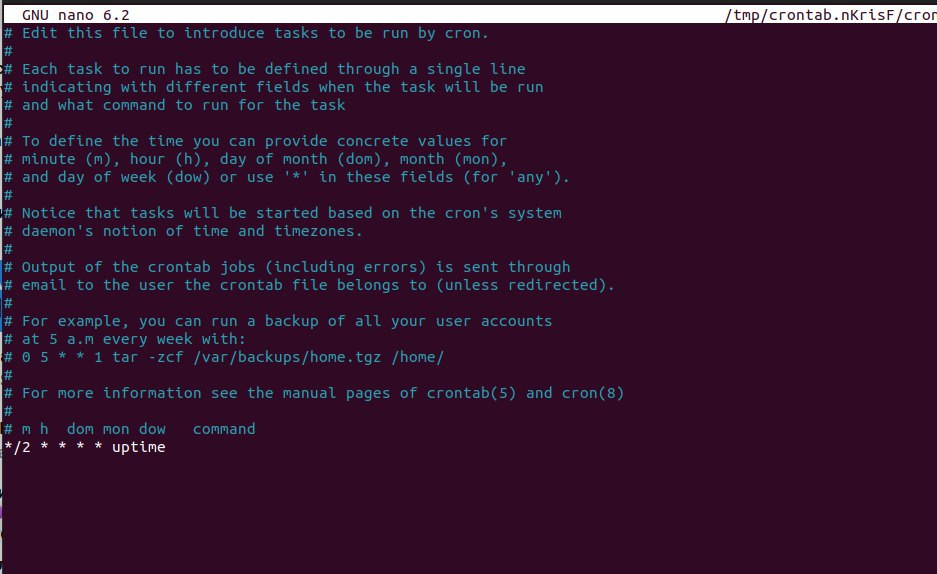 GNU nano 6.2 /tmp/crontab.nKrisF/cron
# Edit this file to introduce tasks to be run by cron.
#
# Each task to run has to be defined through a single line
# indicating with different fields when the task will be run
# and what command to run for the task
#
# To define the time you can provide concrete values for
# minute (m), hour (h), day of month (dom), month (mon),
# and day of week (dow) or use '*' in these fields (for 'any').
#
# Notice that tasks will be started based on the cron's system
# daemon's notion of time and timezones.
#
# Output of the crontab jobs (including errors) is sent through
# email to the user the crontab file belongs to (unless redirected).
#
# For example, you can run a backup of all your user accounts
# at 5 a.m every week with:
# 0 5 * * 1 tar -zcf /var/backups/home.tgz /home/
#
# For more information see the manual pages of crontab(5) and cron(8)
#
# m h  dom mon dow   command
*/2 * * * * uptime